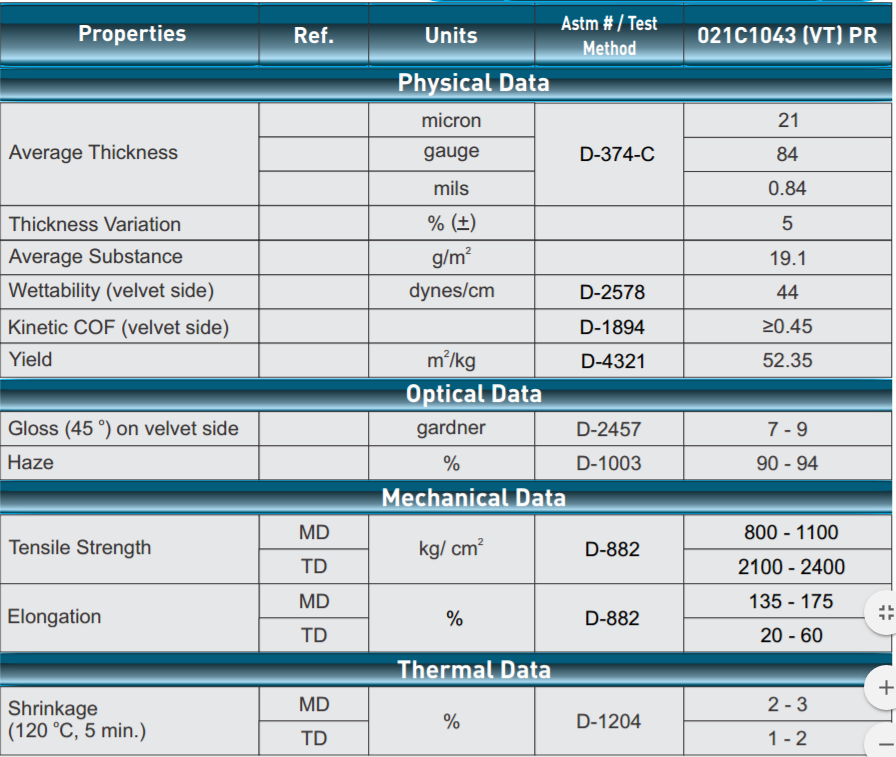 Properties Ref. Units Astm # / Test Method 021C1043 (VT) PR
Physical Data
Average Thickness micron D-374-C 21
gauge 84
mils 0.84
Thickness Variation % (±) 5
Average Substance g/m² 19.1
Wettability (velvet side) dynes/cm D-2578 44
Kinetic COF (velvet side) D-1894 ≥0.45
Yield m²/kg D-4321 52.35
Optical Data
Gloss (45 °) on velvet side gardner D-2457 7 - 9
Haze % D-1003 90 - 94
Mechanical Data
Tensile Strength MD kg/ cm² D-882 800 - 1100
TD 2100 - 2400
Elongation MD % D-882 135 - 175
TD 20 - 60
Thermal Data
Shrinkage MD % D-1204 2 - 3
(120 °C, 5 min.) TD 1 - 2